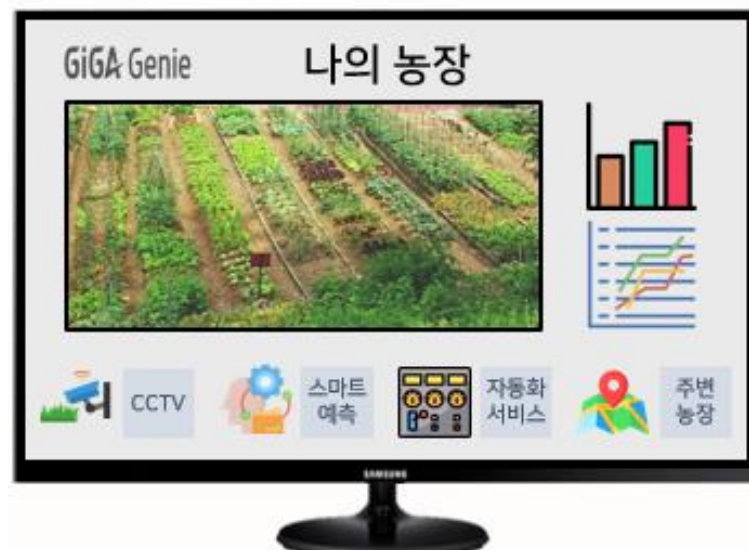 GiGA Genie
나의 농장
CCTV
스마트
예측
자동화
서비스
주변
농장
SAMSUNG